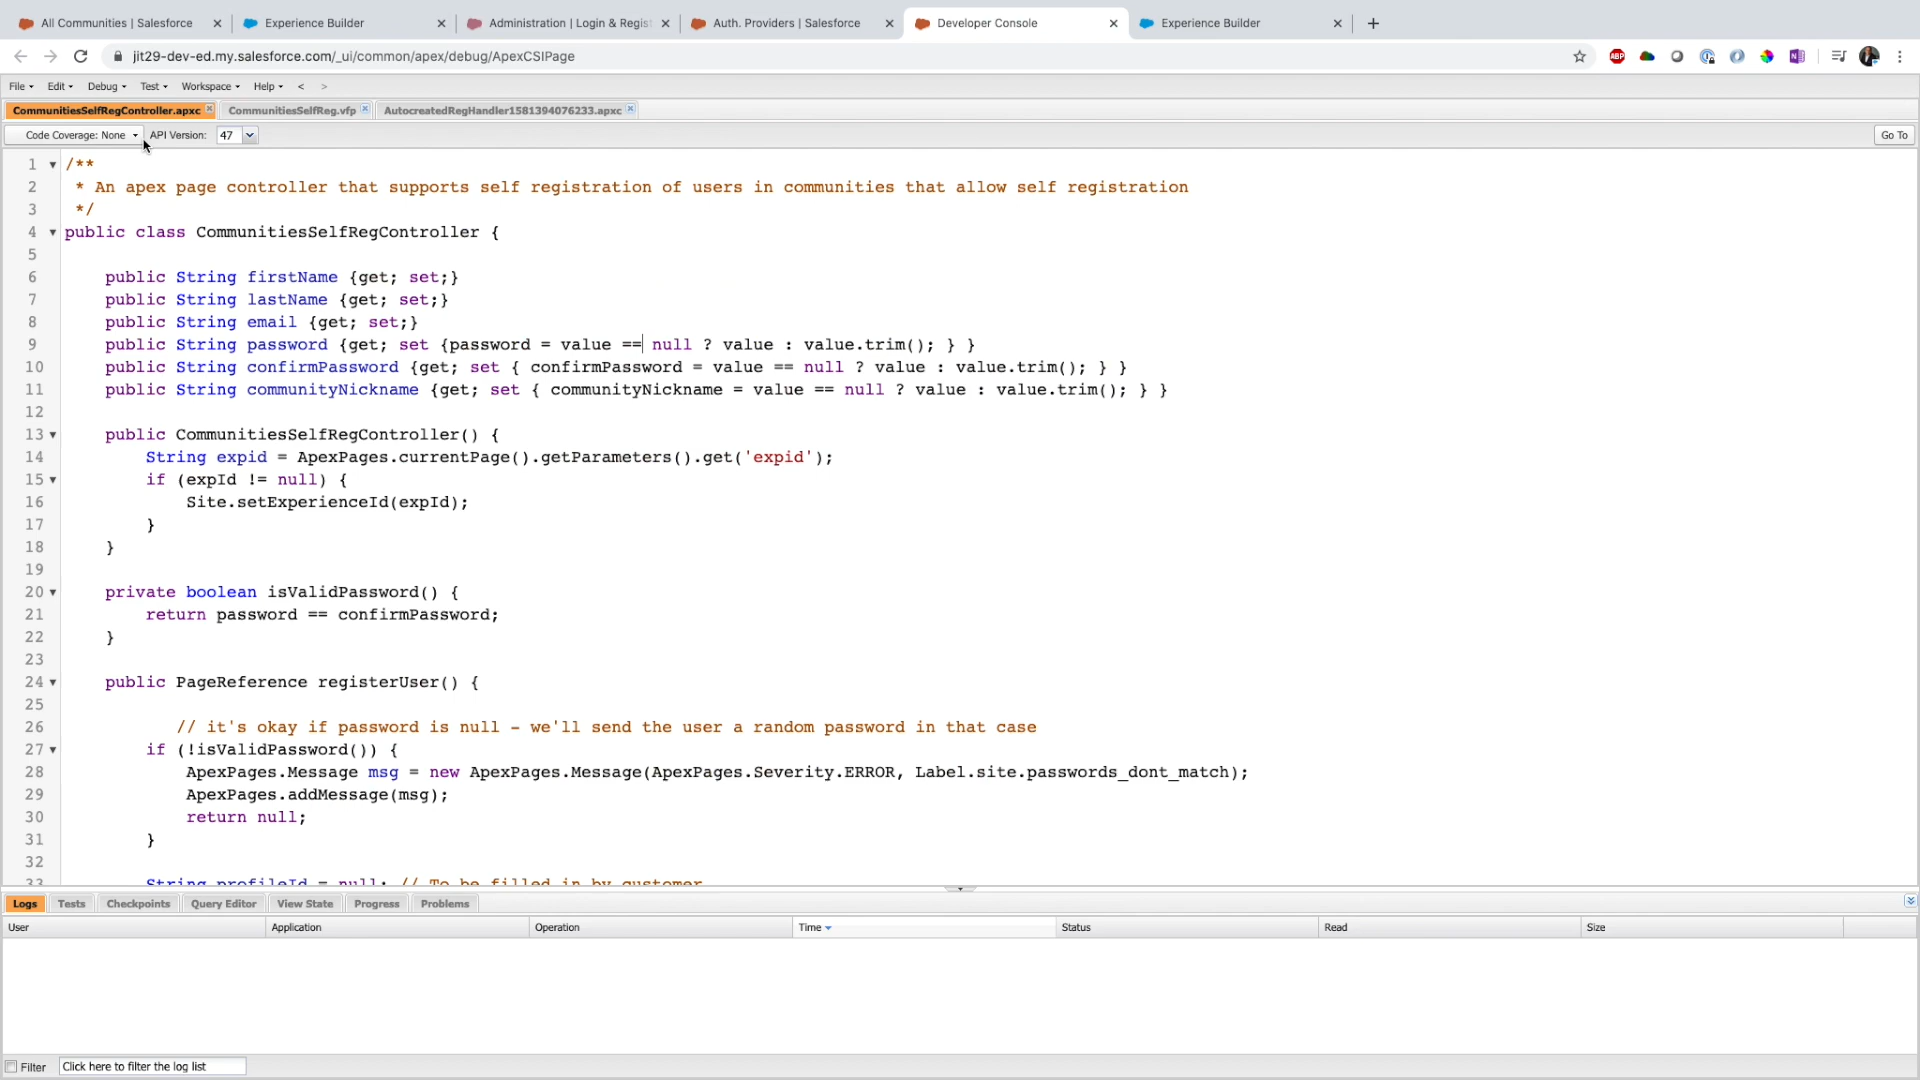 All Communities | Salesforce
Experience Builder
Administration | Login & Regist
Auth. Providers | Salesforce
Developer Console
Experience Builder
jit29-dev-ed.my.salesforce.com/_ui/common/apex/debug/ApexCSIPage
ABP
File
Edit
Debug
Test
Workspace
Help
<
>
CommunitiesSelfRegController.apxc
CommunitiesSelfReg.vfp
AutocreatedRegHandler1581394076233.apxc
Code Coverage: None
API Version:
47
Go To
1 /**
2 * An apex page controller that supports self registration of users in communities that allow self registration
3 */
4 public class CommunitiesSelfRegController {
5
6 public String firstName {get; set;}
7 public String lastName {get; set;}
8 public String email {get; set;}
9 public String password {get; set {password = value == null ? value : value.trim(); } }
10 public String confirmPassword {get; set { confirmPassword = value == null ? value : value.trim(); } }
11 public String communityNickname {get; set { communityNickname = value == null ? value : value.trim(); } }
12
13 public CommunitiesSelfRegController() {
14 String expid = ApexPages.currentPage().getParameters().get('expid');
15 if (expId != null) {
16 Site.setExperienceId(expId);
17 }
18 }
19
20 private boolean isValidPassword() {
21 return password == confirmPassword;
22 }
23
24 public PageReference registerUser() {
25
26 // it's okay if password is null - we'll send the user a random password in that case
27 if (!isValidPassword()) {
28 ApexPages.Message msg = new ApexPages.Message(ApexPages.Severity.ERROR, Label.site.passwords_dont_match);
29 ApexPages.addMessage(msg);
30 return null;
31 }
32
33 String profileId = null; // To be filled in by customer
Logs
Tests
Checkpoints
Query Editor
View State
Progress
Problems
User
Application
Operation
Time
Status
Read
Size
Filter
Click here to filter the log list